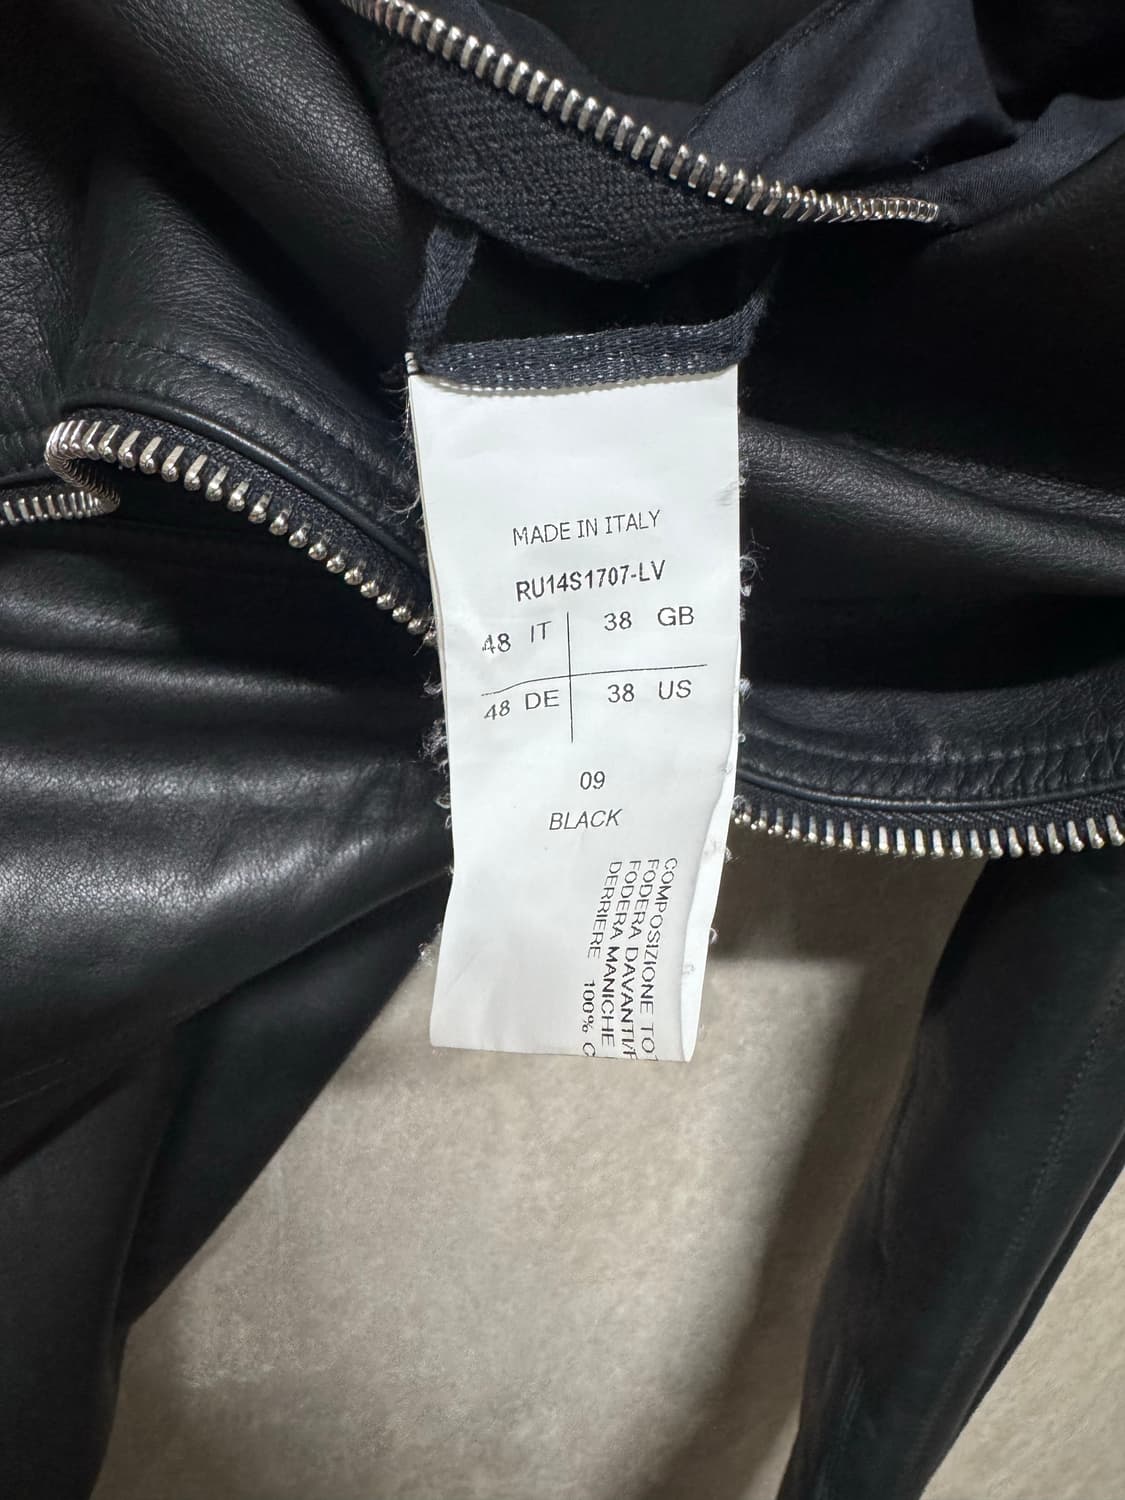 MADE IN ITALY
RU14S1707-LV
48 IT 38 GB
48 DE 38 US
09
BLACK
COMPOSIZIONE
FODERA DAVANTI/
FODERA MANICHE
DERRIERE 100%